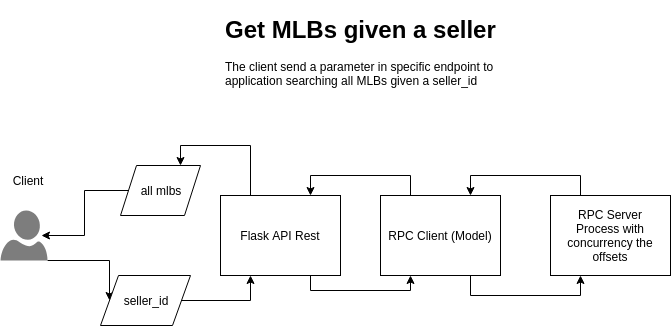 Get MLBs given a seller
The client send a parameter in specific endpoint to
application searching all MLBs given a seller_id
Client
all mlbs
seller_id
Flask API Rest
RPC Client (Model)
RPC Server
Process with
concurrency the
offsets